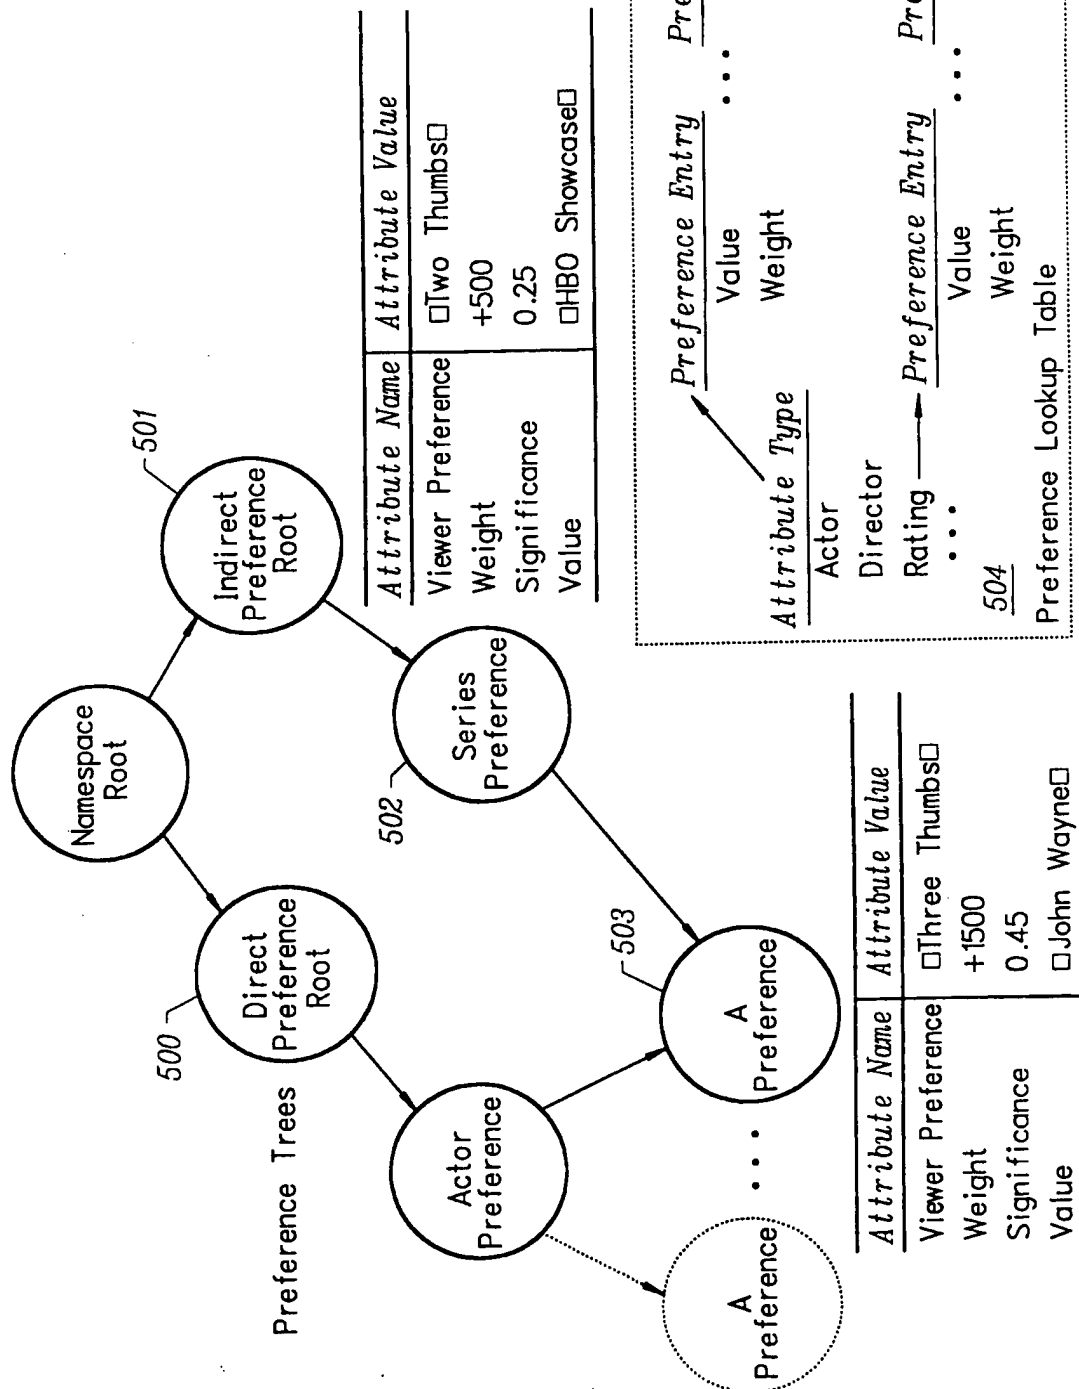 Preference Trees
Namespace
Root
500
Direct
Preference
Root
Indirect
Preference
Root
501
Actor
Preference
502
Series
Preference
A
Preference
...
A
Preference
503
Attribute Name Attribute Value
Viewer Preference □Three Thumbs□
Weight +1500
Significance 0.45
Value □John Wayne□
Attribute Name Attribute Value
Viewer Preference □Two Thumbs□
Weight +500
Significance 0.25
Value □HBO Showcase□
Attribute Type
Actor
Director
Rating
...
Preference Entry
Value ...
Weight
Preference Entry
Value ...
Weight
504
Preference Lookup Table